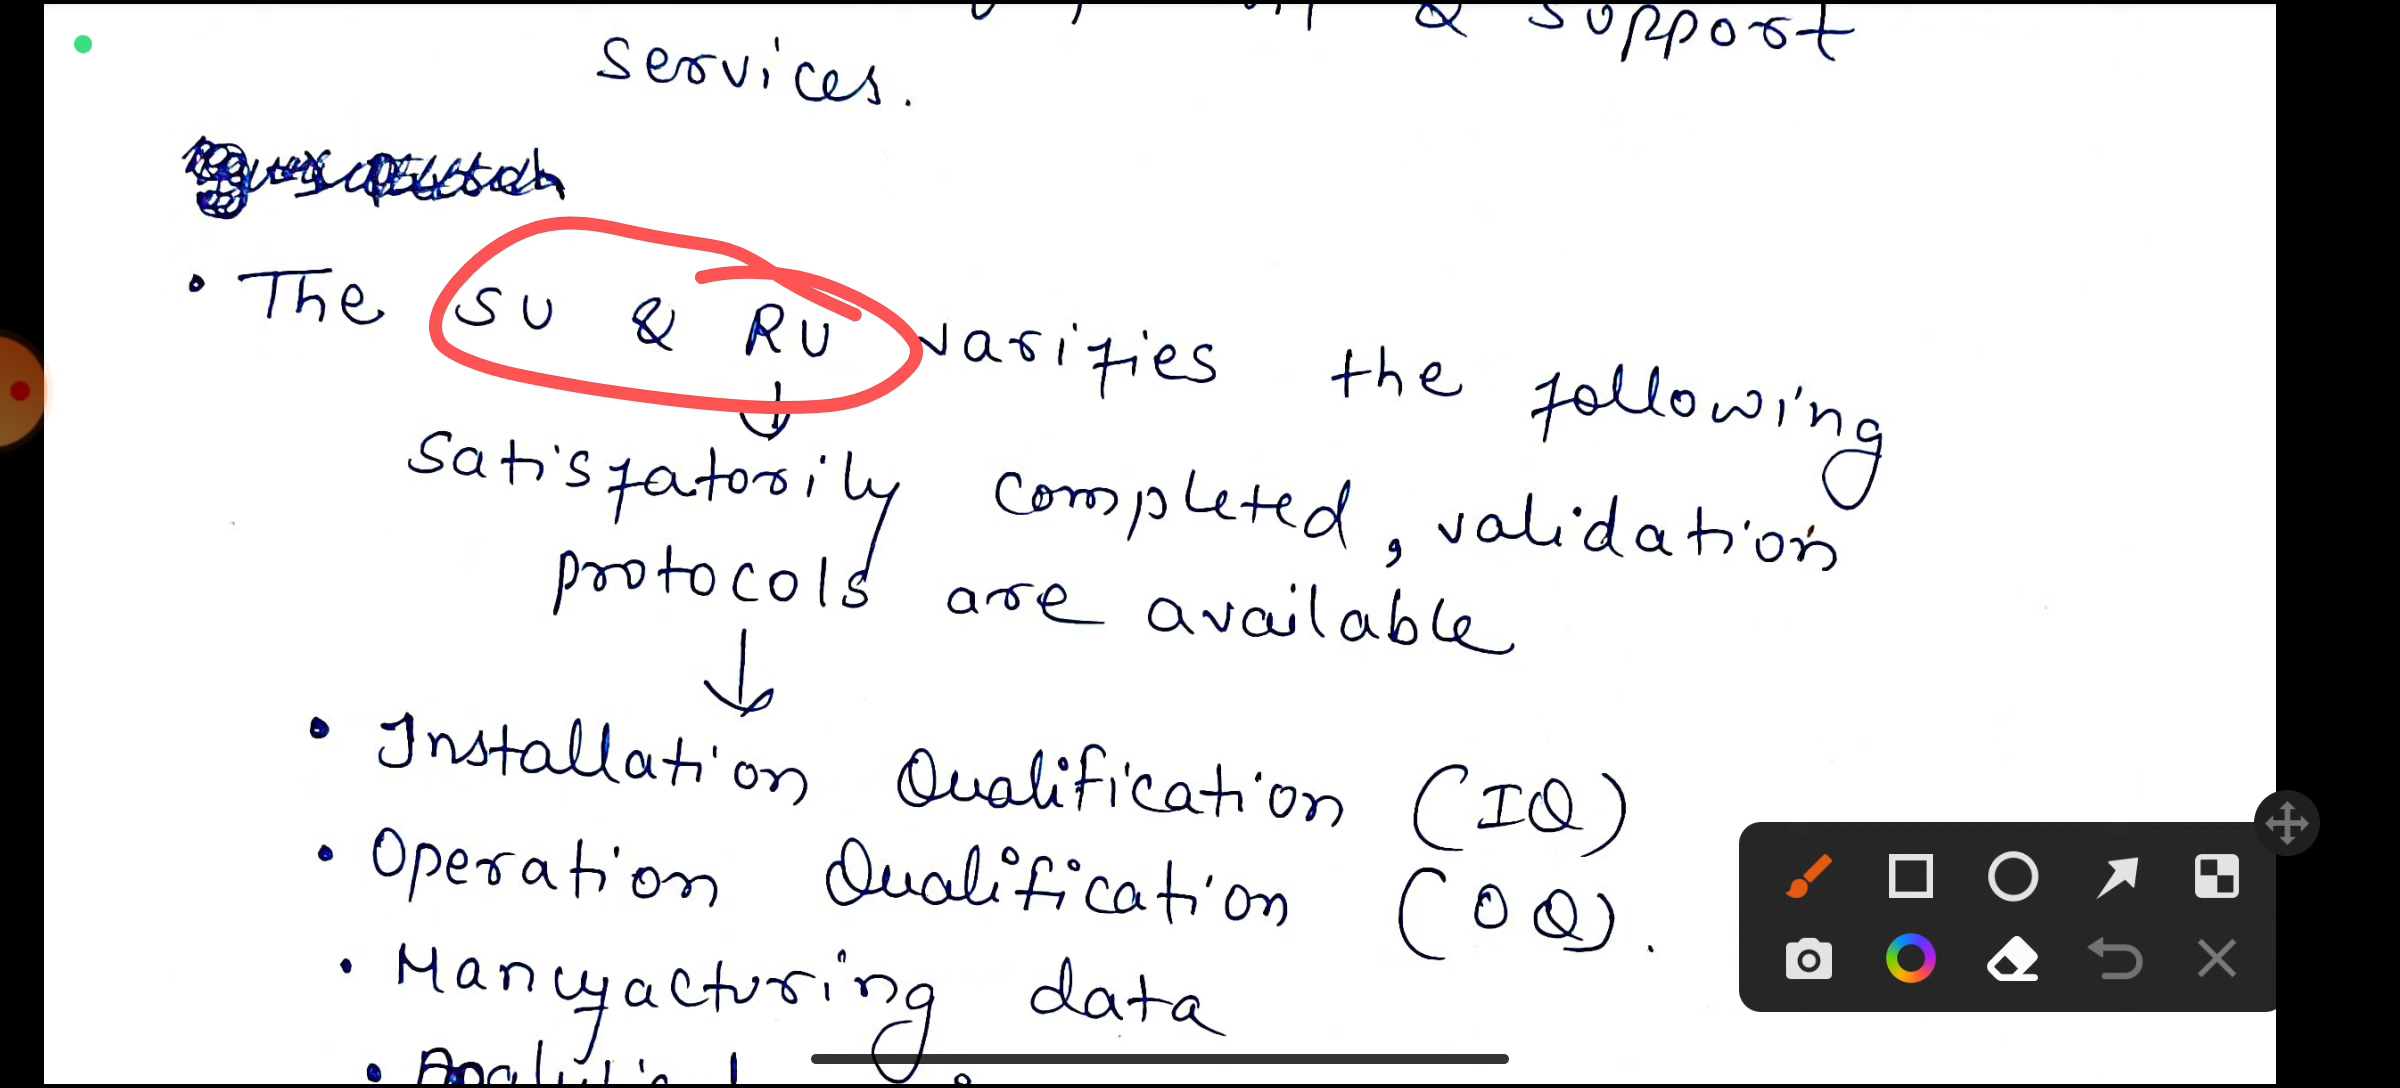 & support
services.
• The SU & RU varifies the following
satisfatorily completed, validation
protocols are available
• Installation Qualification (IQ)
• Operation Qualification (OQ).
• Manufacturing data